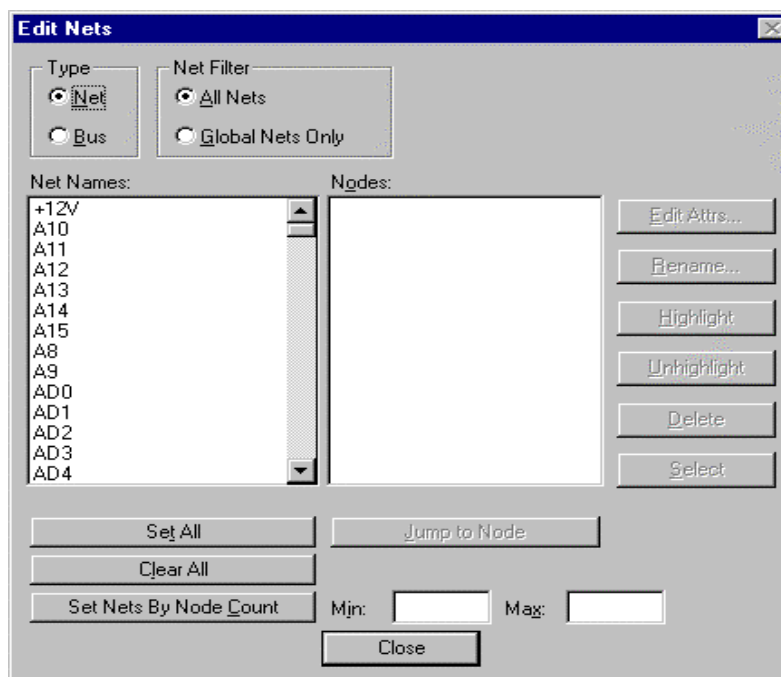 Edit Nets
Type
Net
Bus
Net Filter
All Nets
Global Nets Only
Net Names:
+12V
A10
A11
A12
A13
A14
A15
A8
A9
AD0
AD1
AD2
AD3
AD4
Nodes:
Edit Attrs...
Rename...
Highlight
Unhighlight
Delete
Select
Set All
Jump to Node
Clear All
Set Nets By Node Count
Min:
Max:
Close